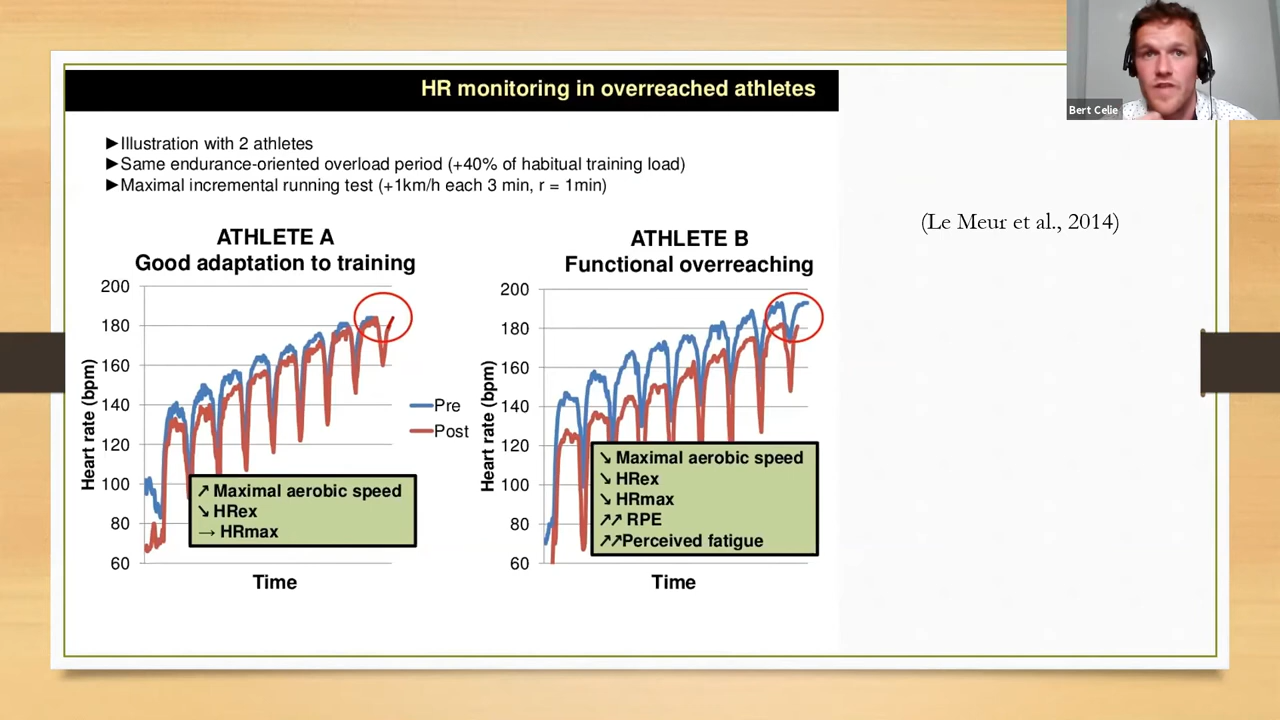 HR monitoring in overreached athletes
Bert Celie
►Illustration with 2 athletes
►Same endurance-oriented overload period (+40% of habitual training load)
►Maximal incremental running test (+1km/h each 3 min, r = 1min)
(Le Meur et al., 2014)
ATHLETE A
Good adaptation to training
200
180
160
140
120
100
80
60
Heart rate (bpm)
↗ Maximal aerobic speed
↘ HRex
→ HRmax
Time
Pre
Post
ATHLETE B
Functional overreaching
200
180
160
140
120
100
80
60
Heart rate (bpm)
↘ Maximal aerobic speed
↘ HRex
↘ HRmax
↗↗ RPE
↗↗Perceived fatigue
Time